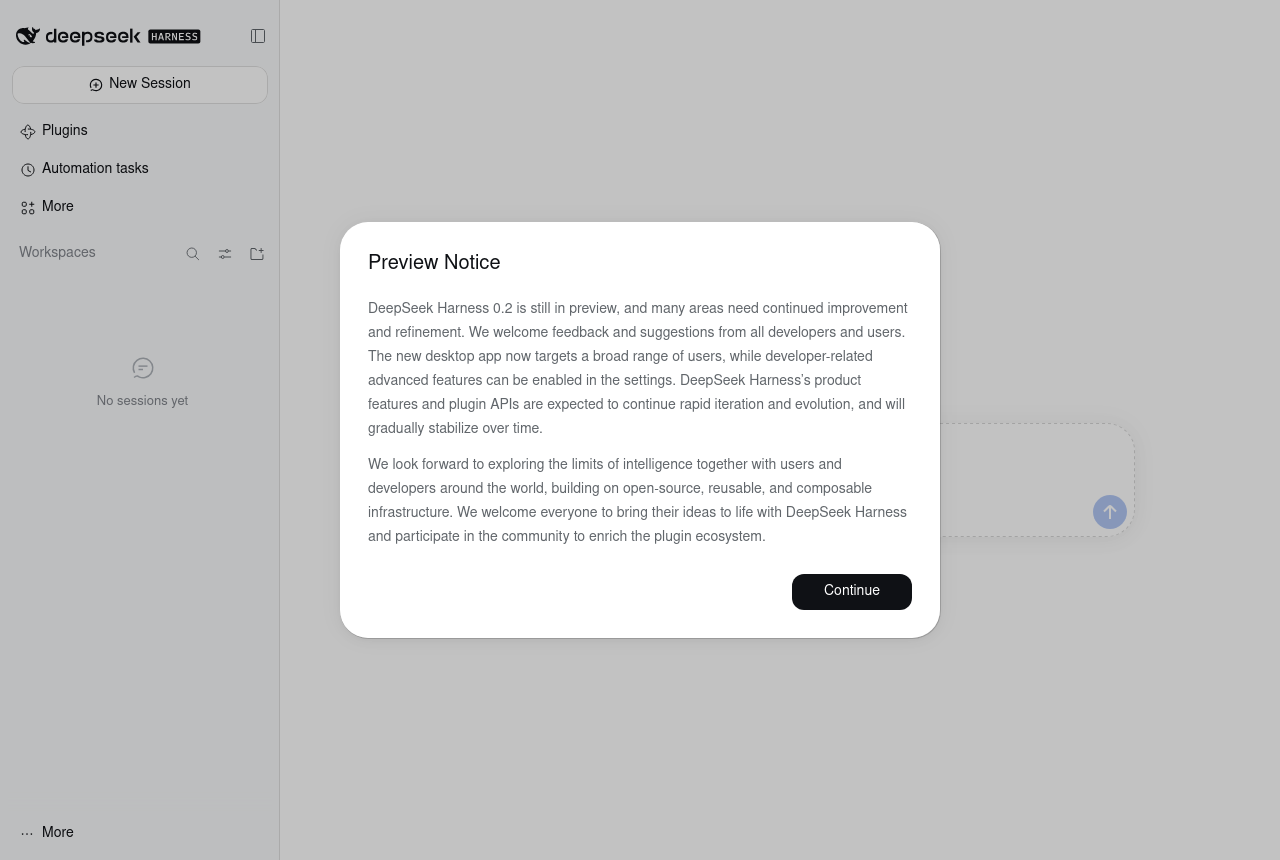 deepseek HARNESS
New Session
Plugins
Automation tasks
More
Workspaces
No sessions yet
More
Preview Notice
DeepSeek Harness 0.2 is still in preview, and many areas need continued improvement
and refinement. We welcome feedback and suggestions from all developers and users.
The new desktop app now targets a broad range of users, while developer-related
advanced features can be enabled in the settings. DeepSeek Harness’s product
features and plugin APIs are expected to continue rapid iteration and evolution, and will
gradually stabilize over time.
We look forward to exploring the limits of intelligence together with users and
developers around the world, building on open-source, reusable, and composable
infrastructure. We welcome everyone to bring their ideas to life with DeepSeek Harness
and participate in the community to enrich the plugin ecosystem.
Continue